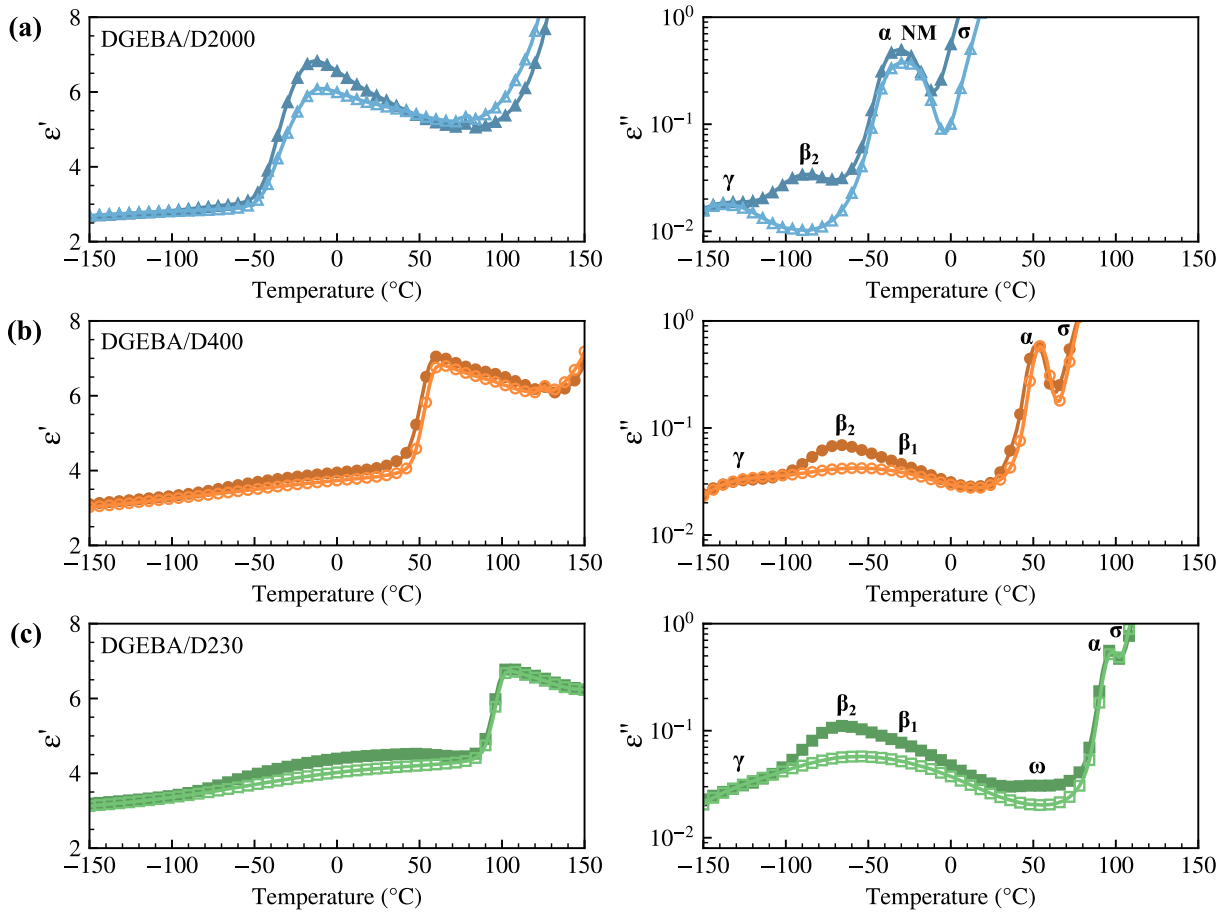 (a)
DGEBA/D2000
8
6
4
2
ε'
−150 −100 −50 0 50 100 150
Temperature (°C)
10⁰
10⁻¹
10⁻²
ε"
γ
β₂
α NM σ
−150 −100 −50 0 50 100 150
Temperature (°C)
(b)
DGEBA/D400
8
6
4
2
ε'
−150 −100 −50 0 50 100 150
Temperature (°C)
10⁰
10⁻¹
10⁻²
ε"
γ
β₂
β₁
α
σ
−150 −100 −50 0 50 100 150
Temperature (°C)
(c)
DGEBA/D230
8
6
4
2
ε'
−150 −100 −50 0 50 100 150
Temperature (°C)
10⁰
10⁻¹
10⁻²
ε"
γ
β₂
β₁
ω
α
σ
−150 −100 −50 0 50 100 150
Temperature (°C)